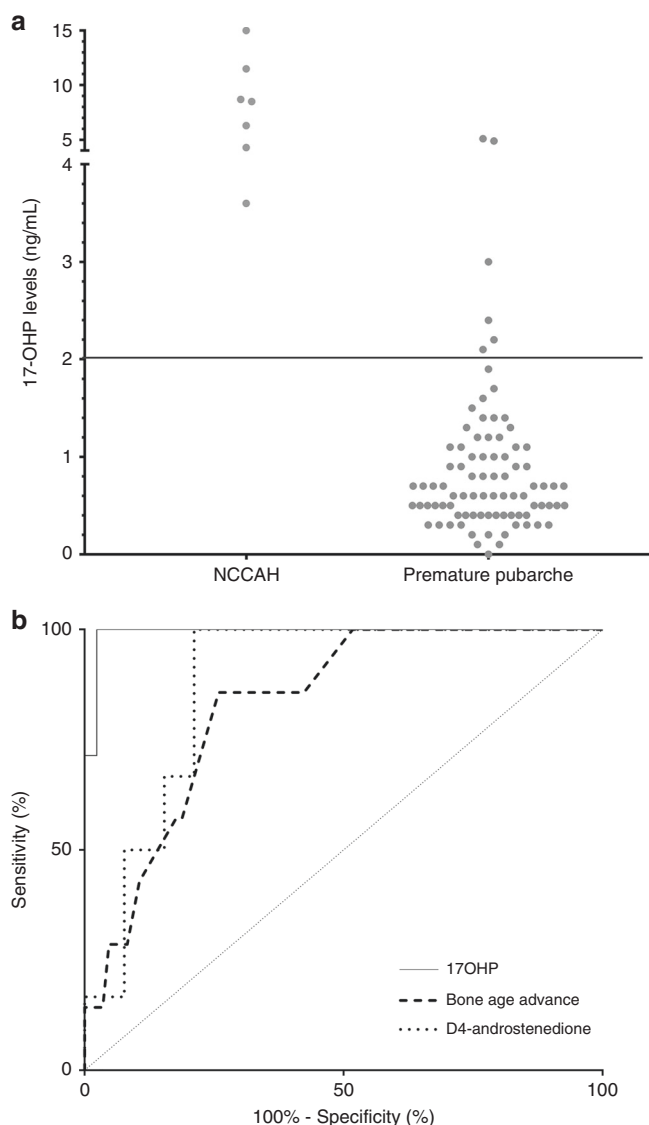 a
17-OHP levels (ng/mL)
15
10
5
4
3
2
1
0
NCCAH
Premature pubarche
b
Sensitivity (%)
100
50
0
17OHP
Bone age advance
D4-androstenedione
0
50
100
100% - Specificity (%)